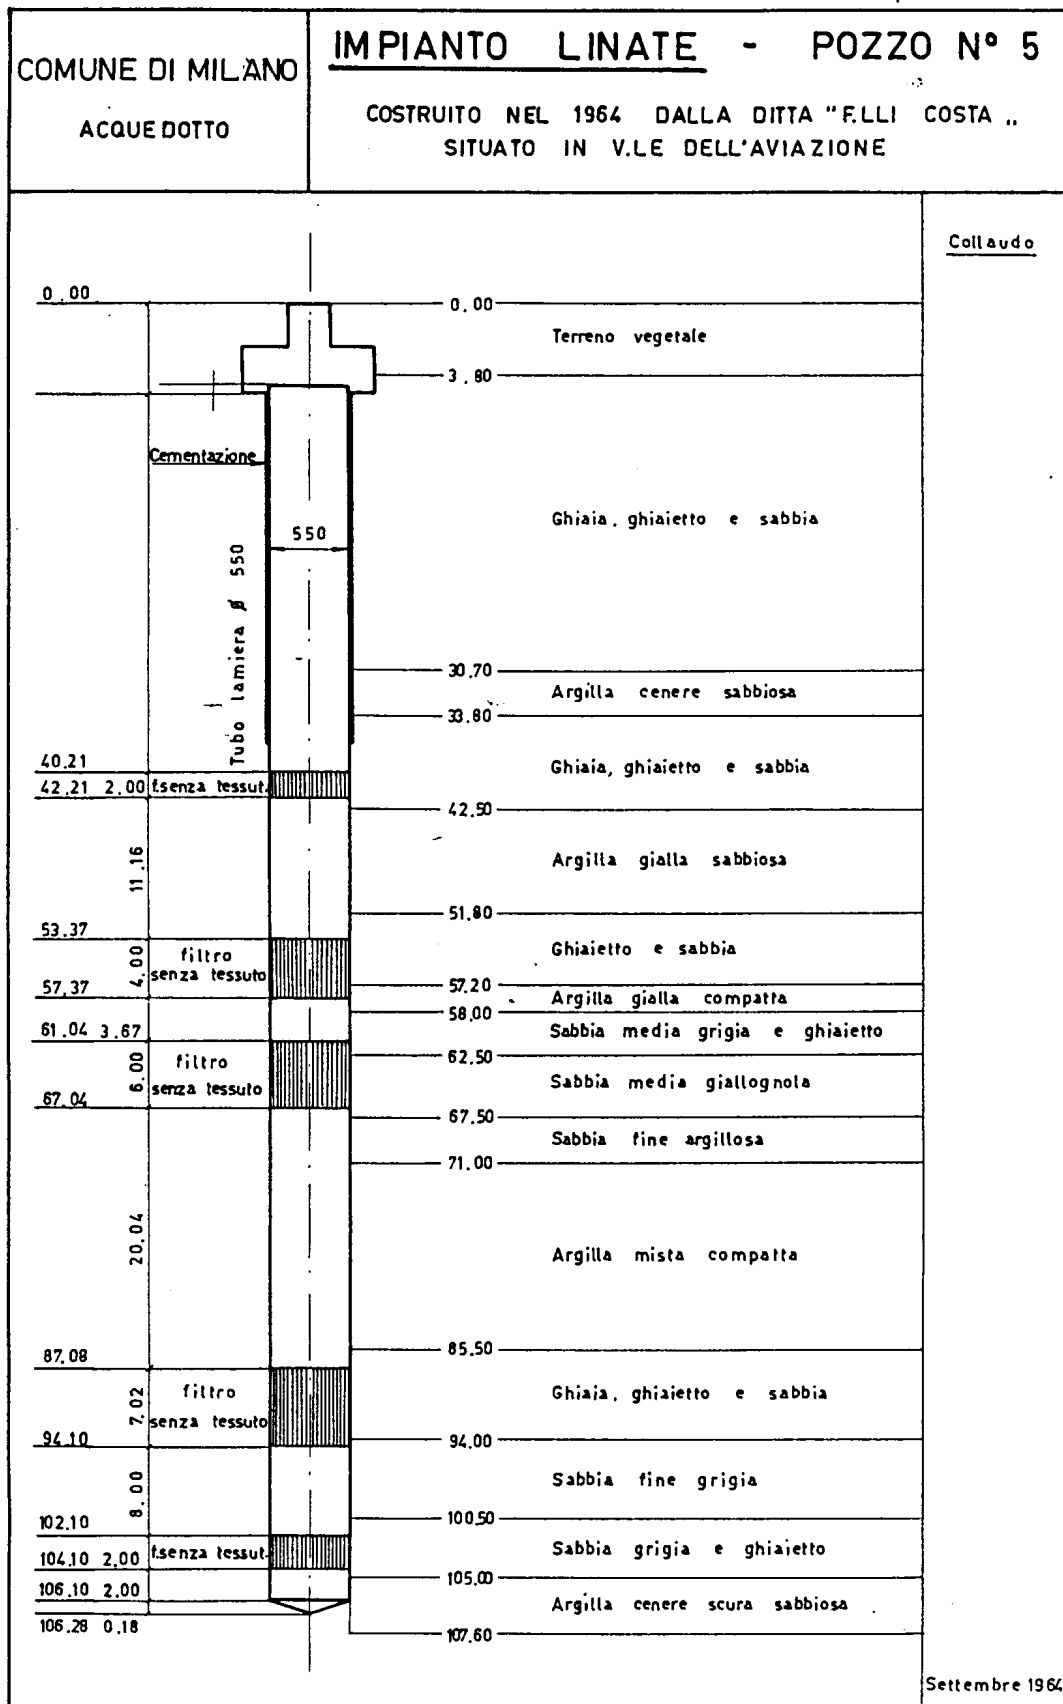 COMUNE DI MILANO
ACQUEDOTTO
IMPIANTO LINATE - POZZO N° 5
COSTRUITO NEL 1964 DALLA DITTA "F.LLI COSTA „
SITUATO IN V.LE DELL'AVIAZIONE
Collaudo
0.00
0.00
Terreno vegetale
3.80
Cementazione
Ghiaia, ghiaietto e sabbia
550
Tubo lamiera Ø 550
30.70
Argilla cenere sabbiosa
33.80
40.21
Ghiaia, ghiaietto e sabbia
42.21 2.00 f.senza tessut.
42.50
11.16
Argilla gialla sabbiosa
51.80
53.37
4.00
filtro
senza tessuto
Ghiaietto e sabbia
57.37
57.20
Argilla gialla compatta
58.00
61.04 3.67
Sabbia media grigia e ghiaietto
62.50
6.00
filtro
senza tessuto
Sabbia media giallognola
67.04
67.50
Sabbia fine argillosa
71.00
20.04
Argilla mista compatta
85.50
87.08
7.02
filtro
senza tessuto
Ghiaia, ghiaietto e sabbia
94.10
94.00
8.00
Sabbia fine grigia
100.50
102.10
104.10 2.00 f.senza tessut.
Sabbia grigia e ghiaietto
105.00
106.10 2.00
Argilla cenere scura sabbiosa
106.28 0.18
107.60
Settembre 1964